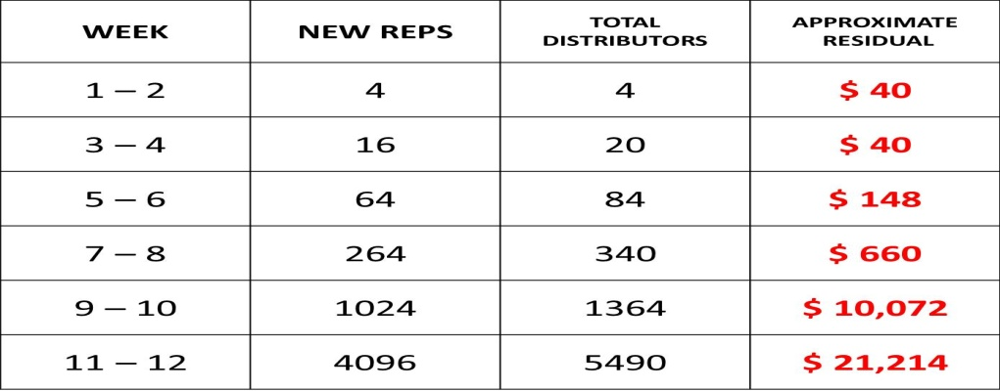 WEEK NEW REPS TOTAL DISTRIBUTORS APPROXIMATE RESIDUAL
1 – 2 4 4 $ 40
3 – 4 16 20 $ 40
5 – 6 64 84 $ 148
7 – 8 264 340 $ 660
9 – 10 1024 1364 $ 10,072
11 – 12 4096 5490 $ 21,214